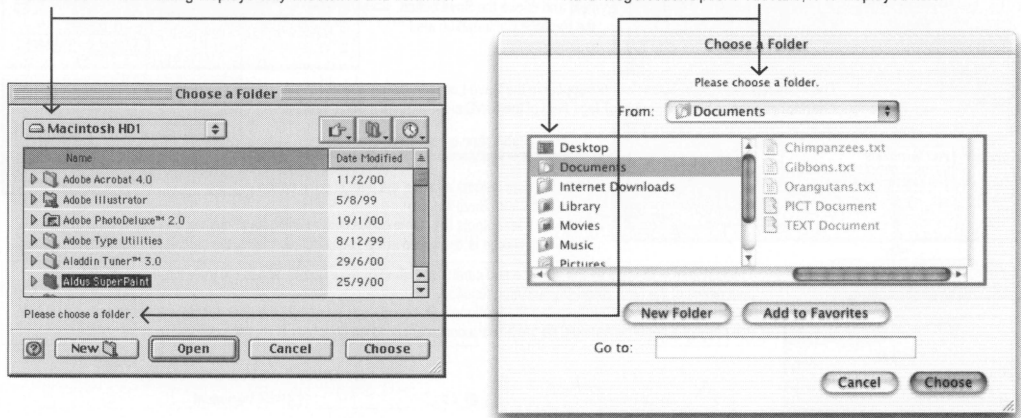 Choose a Folder
Macintosh HD1
Name Date Modified
Adobe Acrobat 4.0 11/2/00
Adobe Illustrator 5/8/99
Adobe PhotoDeluxe™ 2.0 19/1/00
Adobe Type Utilities 8/12/99
Aladdin Tuner™ 3.0 29/6/00
Aldus SuperPaint 25/9/00
Please choose a folder.
? New Open Cancel Choose
Choose a Folder
Please choose a folder.
From: Documents
Desktop
Documents
Internet Downloads
Library
Movies
Music
Pictures
Chimpanzees.txt
Gibbons.txt
Orangutans.txt
PICT Document
TEXT Document
New Folder Add to Favorites
Go to:
Cancel Choose